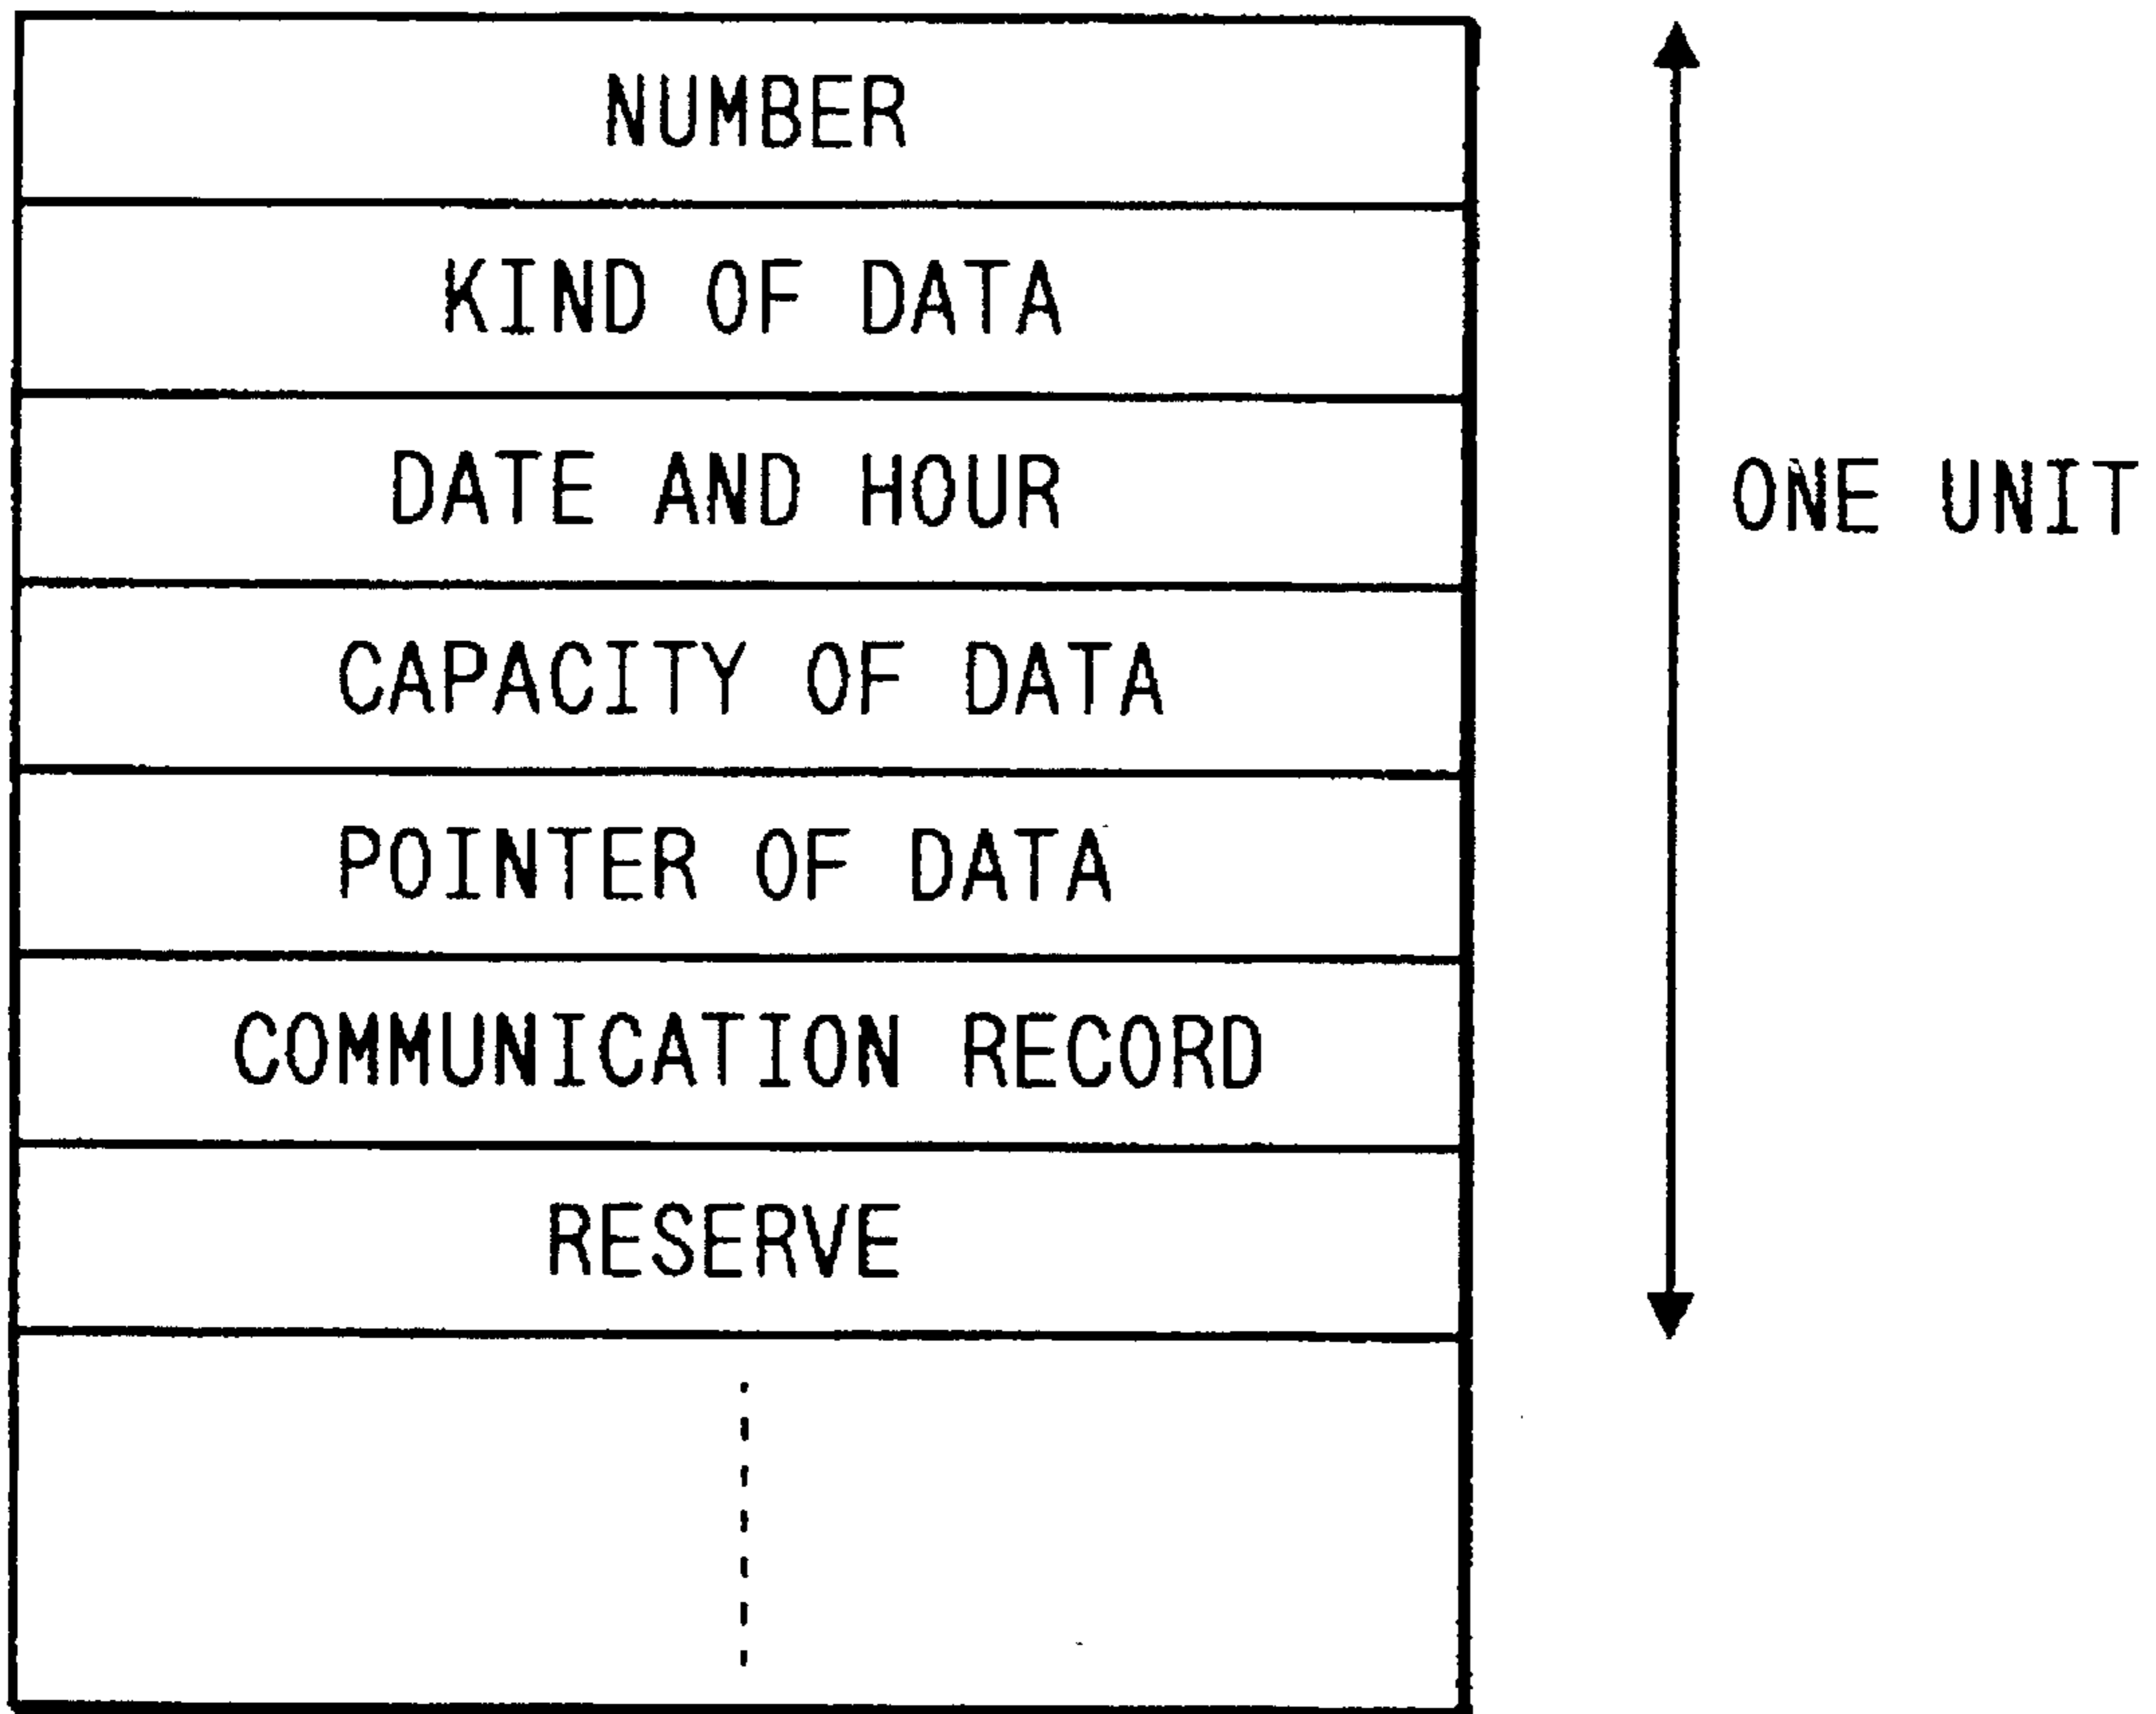 NUMBER
KIND OF DATA
DATE AND HOUR
ONE UNIT
CAPACITY OF DATA
POINTER OF DATA
COMMUNICATION RECORD
RESERVE